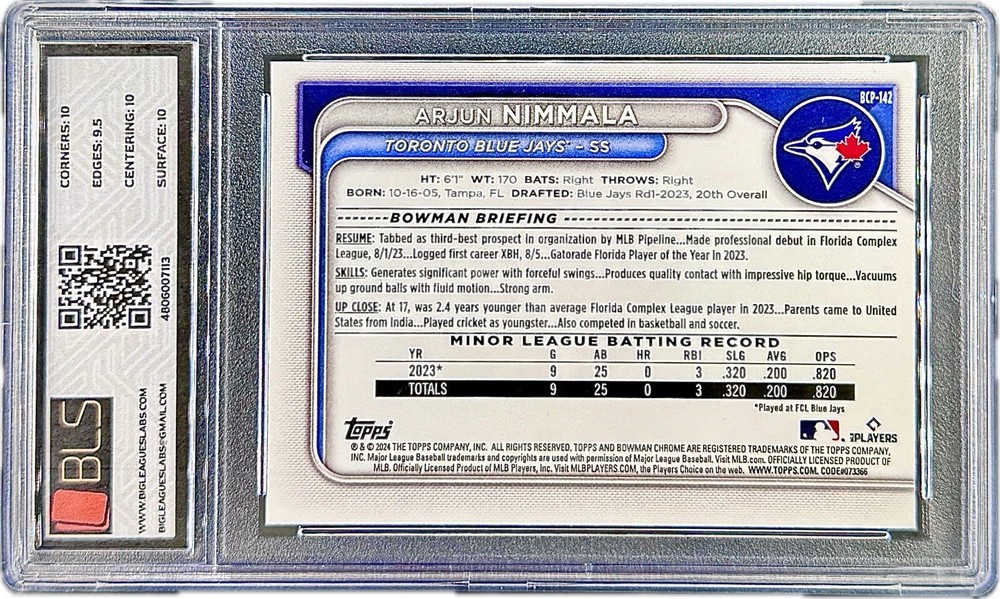 CORNERS: 10
EDGES: 9.5
CENTERING: 10
SURFACE: 10
480G007113
BLS
WWW.BIGLEAGUESLABS.COM
BIGLEAGUESLABS@GMAIL.COM
BCP-142
ARJUN NIMMALA
TORONTO BLUE JAYS® - SS
HT: 6'1" WT: 170 BATS: Right THROWS: Right
BORN: 10-16-05, Tampa, FL DRAFTED: Blue Jays Rd1-2023, 20th Overall
BOWMAN BRIEFING
RESUME: Tabbed as third-best prospect in organization by MLB Pipeline...Made professional debut in Florida Complex
League, 8/1/23...Logged first career XBH, 8/5...Gatorade Florida Player of the Year in 2023.
SKILLS: Generates significant power with forceful swings...Produces quality contact with impressive hip torque...Vacuums
up ground balls with fluid motion...Strong arm.
UP CLOSE: At 17, was 2.4 years younger than average Florida Complex League player in 2023...Parents came to United
States from India...Played cricket as youngster...Also competed in basketball and soccer.
MINOR LEAGUE BATTING RECORD
YR G AB HR RBI SLG AVG OPS
2023* 9 25 0 3 .320 .200 .820
TOTALS 9 25 0 3 .320 .200 .820
*Played at FCL Blue Jays
Topps
PLAYERS
® & © 2024 THE TOPPS COMPANY, INC. ALL RIGHTS RESERVED. TOPPS AND BOWMAN CHROME ARE REGISTERED TRADEMARKS OF THE TOPPS COMPANY,
INC. Major League Baseball trademarks and copyrights are used with permission of Major League Baseball. Visit MLB.com. OFFICIALLY LICENSED PRODUCT OF
MLB. Officially Licensed Product of MLB Players, Inc. Visit MLBPLAYERS.COM, the Players Choice on the web. WWW.TOPPS.COM. CODE#073366